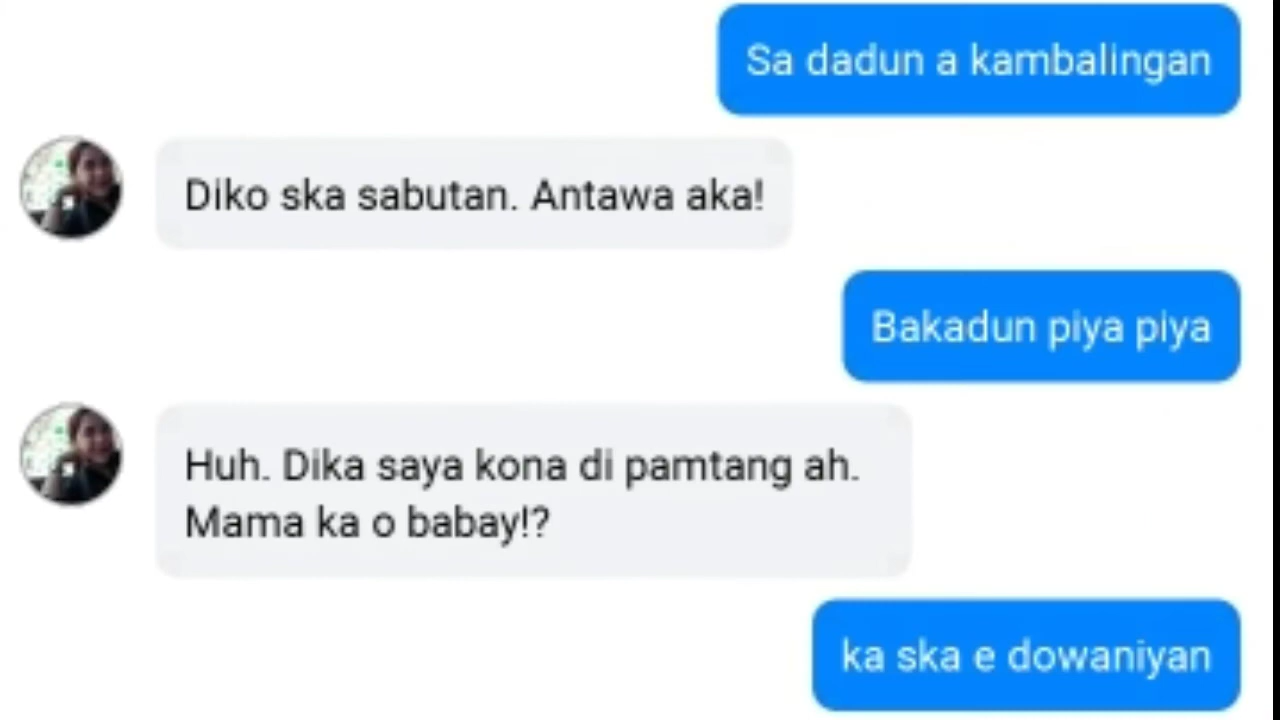 Sa dadun a kambalingan
Diko ska sabutan. Antawa aka!
Bakadun piya piya
Huh. Dika saya kona di pamtang ah.
Mama ka o babay!?
ka ska e dowaniyan